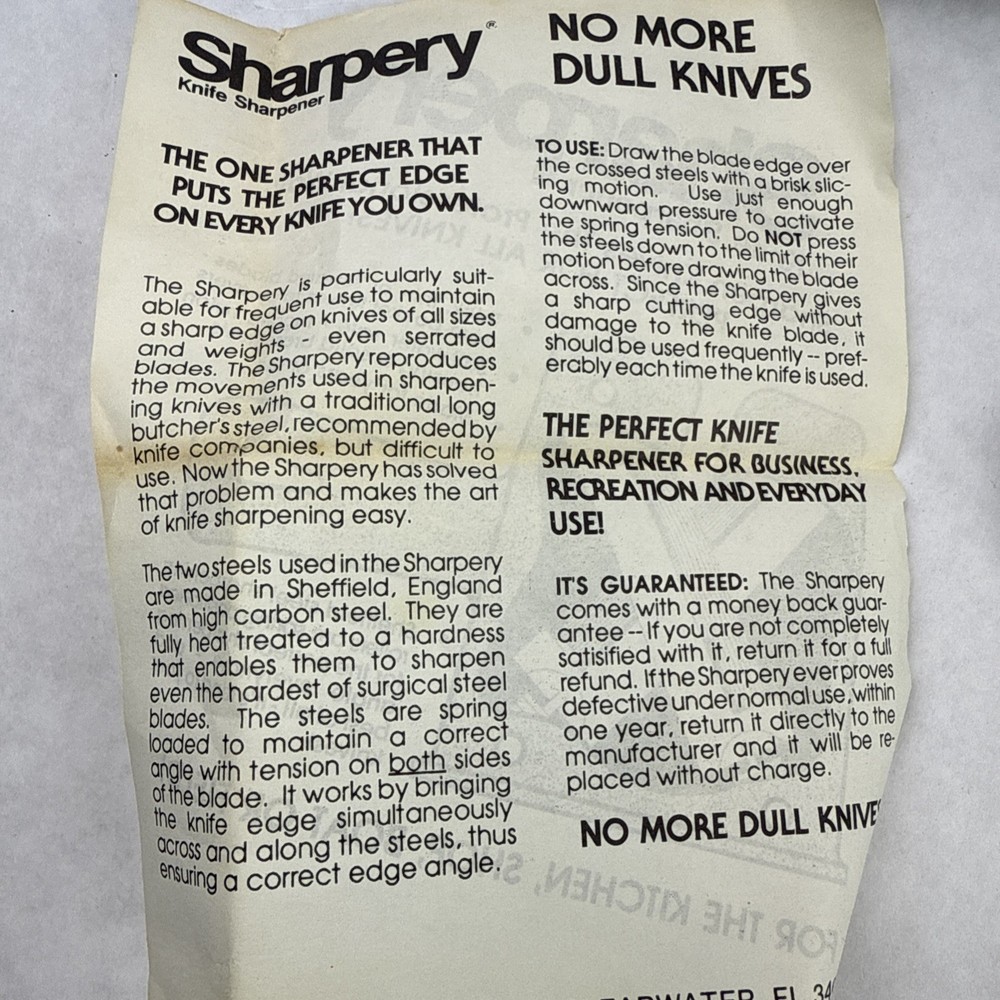 Sharpery®
Knife Sharpener
THE ONE SHARPENER THAT
PUTS THE PERFECT EDGE
ON EVERY KNIFE YOU OWN.
The Sharpery is particularly suit-
able for frequent use to maintain
a sharp edge on knives of all sizes
and weights - even serrated
blades. The Sharpery reproduces
the movements used in sharpen-
ing knives with a traditional long
butcher's steel, recommended by
knife companies, but difficult to
use. Now the Sharpery has solved
that problem and makes the art
of knife sharpening easy.
The two steels used in the Sharpery
are made in Sheffield, England
from high carbon steel. They are
fully heat treated to a hardness
that enables them to sharpen
even the hardest of surgical steel
blades. The steels are spring
loaded to maintain a correct
angle with tension on both sides
of the blade. It works by bringing
the knife edge simultaneously
across and along the steels, thus
ensuring a correct edge angle.
NO MORE
DULL KNIVES
TO USE: Draw the blade edge over
the crossed steels with a brisk slic-
ing motion. Use just enough
downward pressure to activate
the spring tension. Do NOT press
the steels down to the limit of their
motion before drawing the blade
across. Since the Sharpery gives
a sharp cutting edge without
damage to the knife blade, it
should be used frequently -- pref-
erably each time the knife is used.
THE PERFECT KNIFE
SHARPENER FOR BUSINESS,
RECREATION AND EVERYDAY
USE!
IT'S GUARANTEED: The Sharpery
comes with a money back guar-
antee -- If you are not completely
satisified with it, return it for a full
refund. If the Sharpery ever proves
defective under normal use, within
one year, return it directly to the
manufacturer and it will be re-
placed without charge.
NO MORE DULL KNIVE
FOR THE KITCHEN,
EARWATER, FL 34